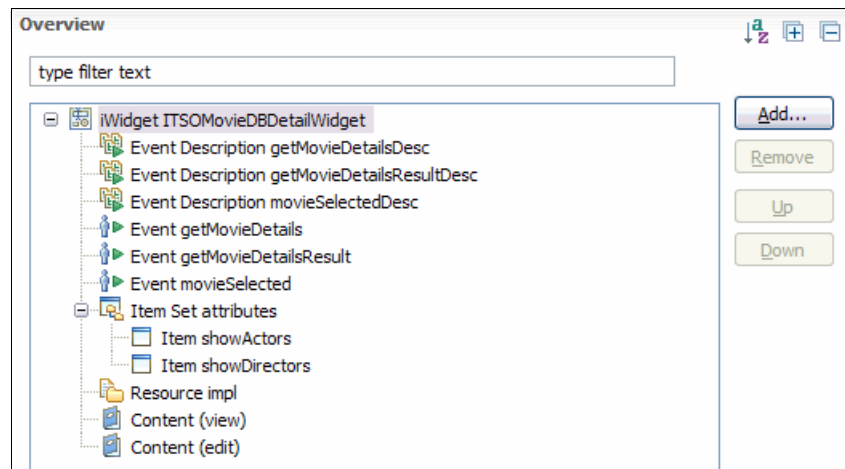 Overview
type filter text
iWidget ITSOMovieDBDetailWidget
Event Description getMovieDetailsDesc
Event Description getMovieDetailsResultDesc
Event Description movieSelectedDesc
Event getMovieDetails
Event getMovieDetailsResult
Event movieSelected
Item Set attributes
Item showActors
Item showDirectors
Resource impl
Content (view)
Content (edit)
a
z
Add...
Remove
Up
Down